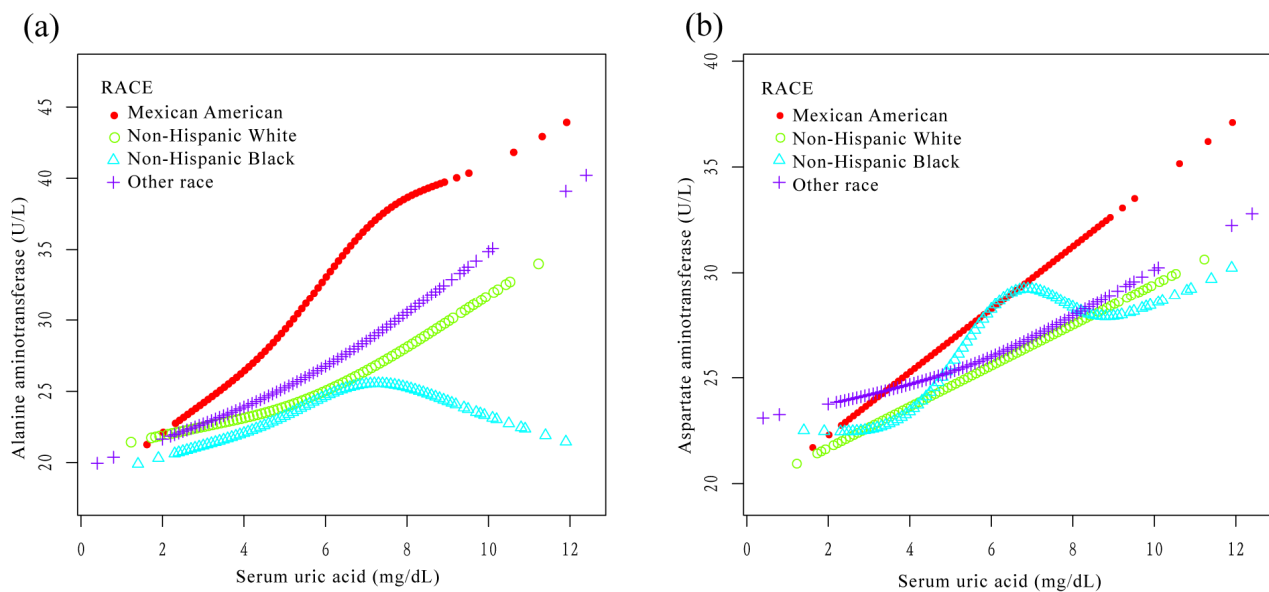 (a)
RACE
Mexican American
Non-Hispanic White
Non-Hispanic Black
Other race
Alanine aminotransferase (U/L)
45
40
35
30
25
20
0 2 4 6 8 10 12
Serum uric acid (mg/dL)
(b)
RACE
Mexican American
Non-Hispanic White
Non-Hispanic Black
Other race
Aspartate aminotransferase (U/L)
40
35
30
25
20
0 2 4 6 8 10 12
Serum uric acid (mg/dL)